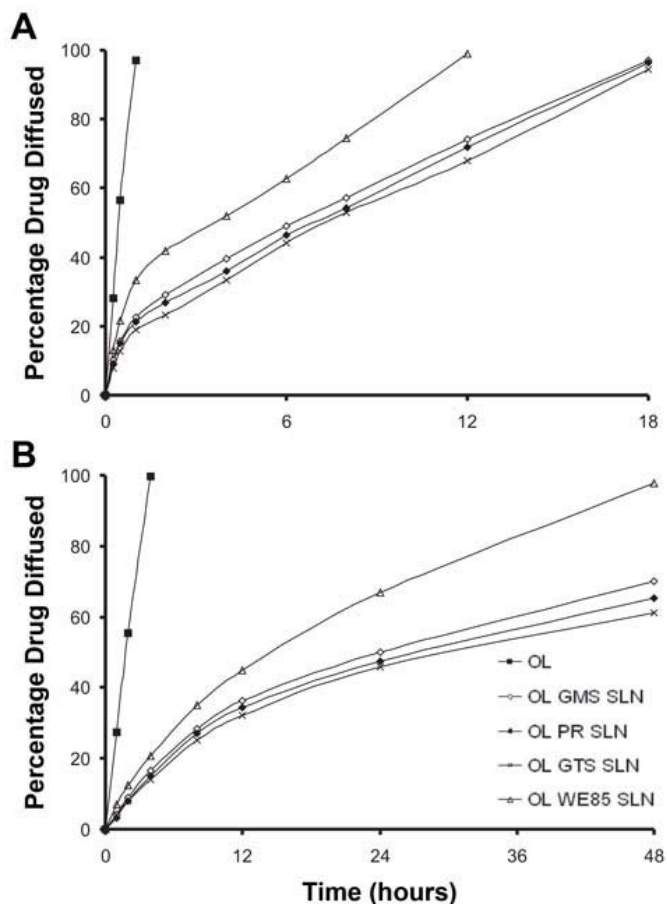 A
Percentage Drug Diffused
100
80
60
40
20
0
0 6 12 18
B
Percentage Drug Diffused
100
80
60
40
20
0
OL
OL GMS SLN
OL PR SLN
OL GTS SLN
OL WE85 SLN
0 12 24 36 48
Time (hours)